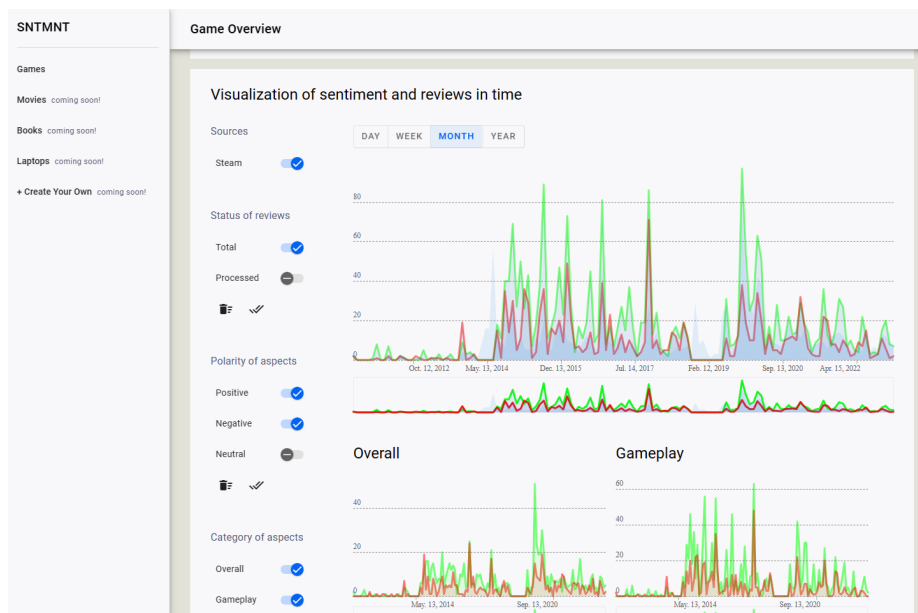 SNTMNT
Game Overview
Games
Movies coming soon!
Books coming soon!
Laptops coming soon!
+ Create Your Own coming soon!
Visualization of sentiment and reviews in time
Sources
Steam
Status of reviews
Total
Processed
Polarity of aspects
Positive
Negative
Neutral
Category of aspects
Overall
Gameplay
DAY WEEK MONTH YEAR
80
60
40
20
0
Oct. 12, 2012 May. 13, 2014 Dec. 13, 2015 Jul. 14, 2017 Feb. 12, 2019 Sep. 13, 2020 Apr. 15, 2022
Overall
40
20
0
May. 13, 2014 Sep. 13, 2020
Gameplay
60
40
20
0
May. 13, 2014 Sep. 13, 2020